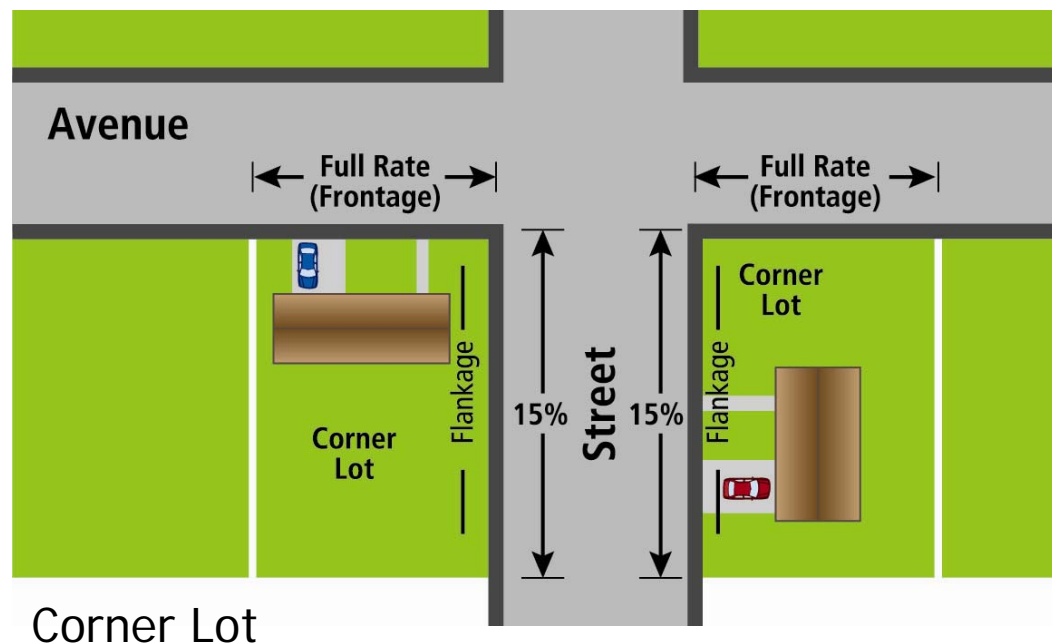 Avenue
Full Rate
(Frontage)
Full Rate
(Frontage)
Corner
Lot
Flankage
15%
Street
15%
Flankage
Corner
Lot
Corner Lot